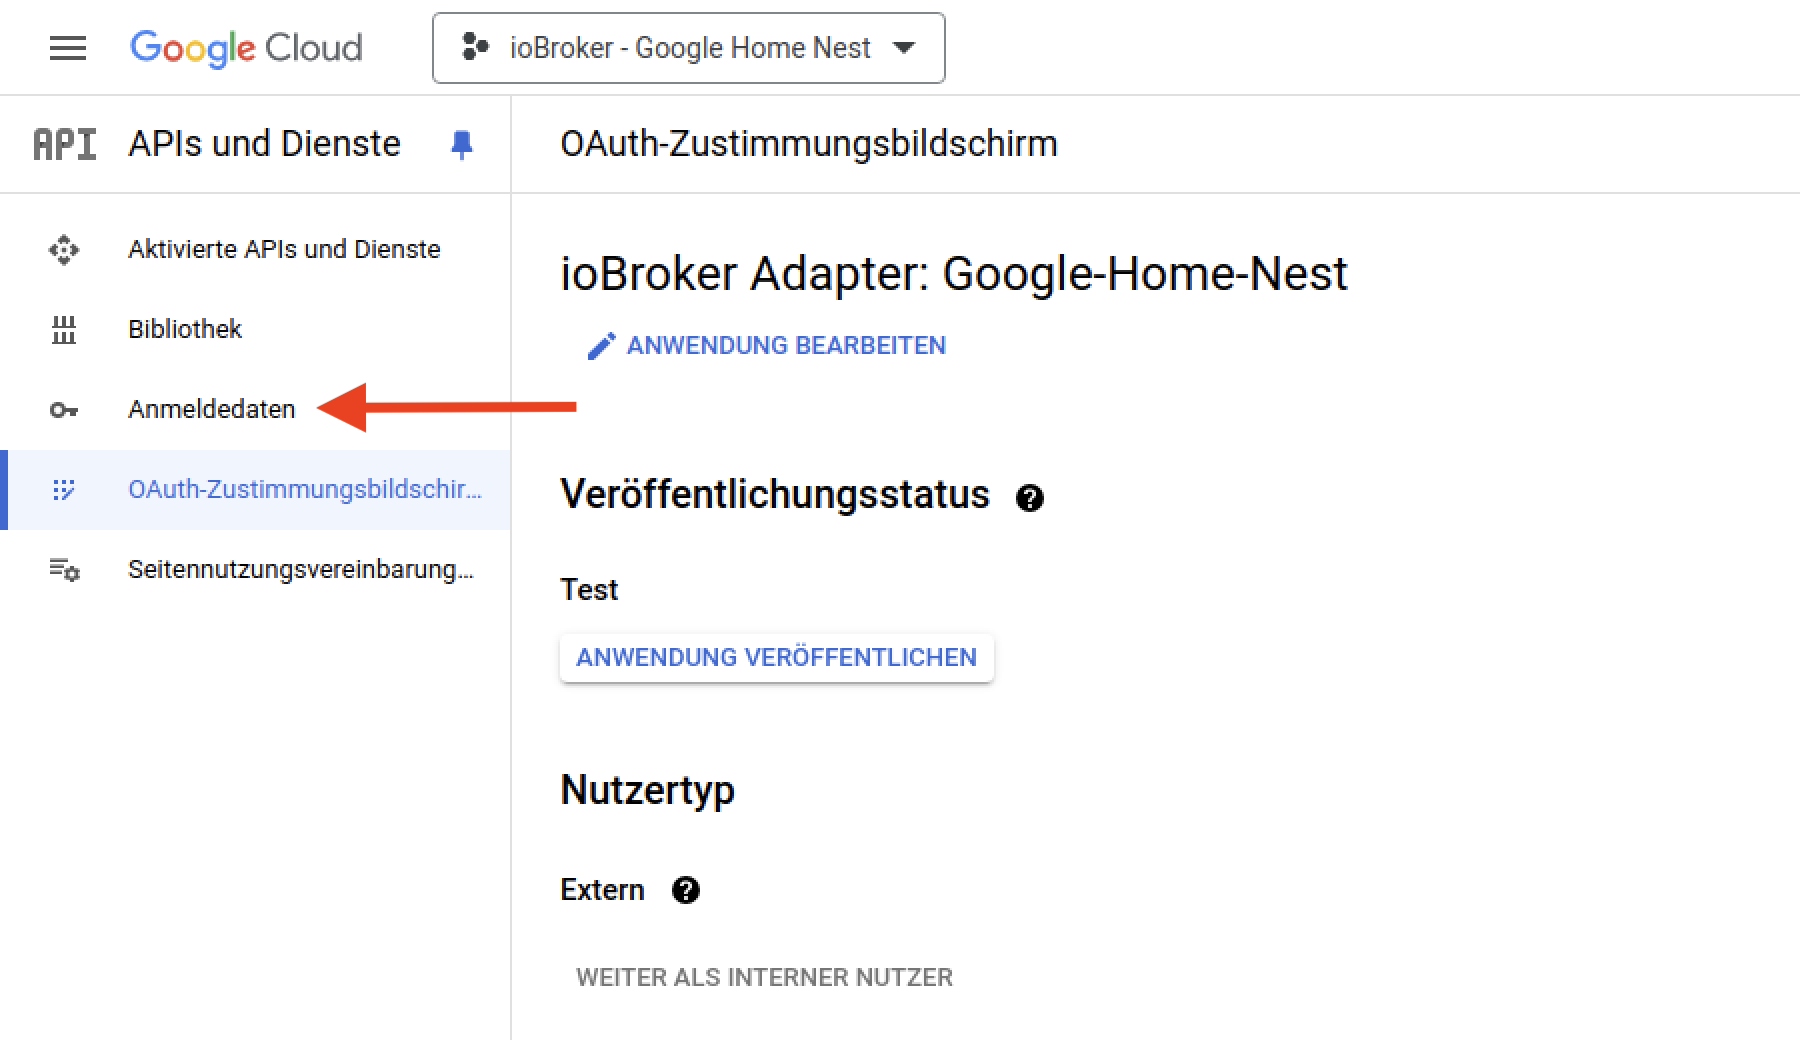 Google Cloud
ioBroker - Google Home Nest
API
APIs und Dienste
OAuth-Zustimmungsbildschirm
Aktivierte APIs und Dienste
Bibliothek
Anmeldedaten
OAuth-Zustimmungsbildschir...
Seitennutzungsvereinbarung...
ioBroker Adapter: Google-Home-Nest
ANWENDUNG BEARBEITEN
Veröffentlichungsstatus
Test
ANWENDUNG VERÖFFENTLICHEN
Nutzertyp
Extern
WEITER ALS INTERNER NUTZER